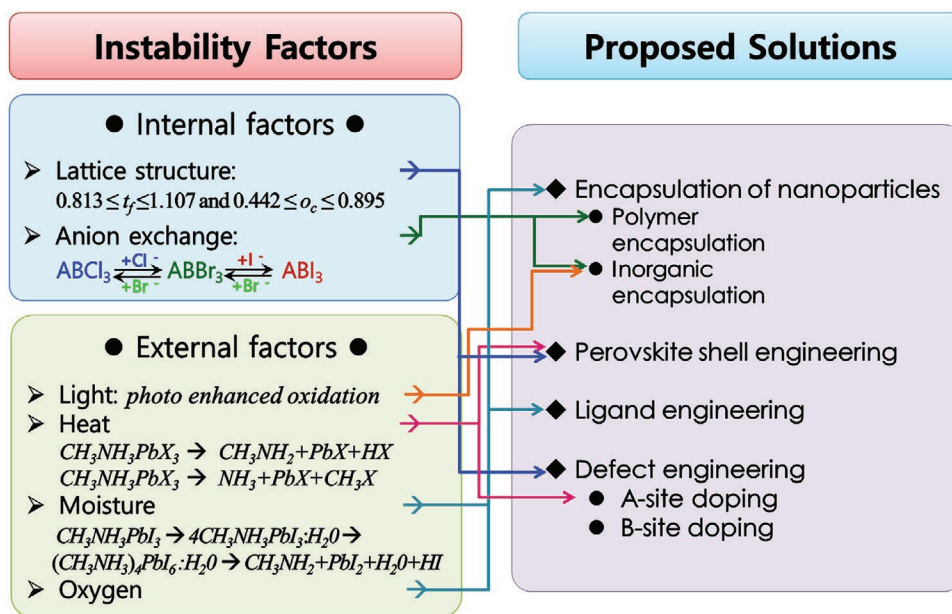 Instability Factors
● Internal factors ●
➤ Lattice structure:
0.813 ≤ t_f ≤1.107 and 0.442 ≤ o_c ≤ 0.895
➤ Anion exchange:
+Cl⁻ +I⁻
ABCl₃ ABBr₃ ABI₃
+Br⁻ +Br⁻
● External factors ●
➤ Light: photo enhanced oxidation
➤ Heat
CH₃NH₃PbX₃ → CH₃NH₂+PbX+HX
CH₃NH₃PbX₃ → NH₃+PbX+CH₃X
➤ Moisture
CH₃NH₃PbI₃ → 4CH₃NH₃PbI₃:H₂0 →
(CH₃NH₃)₄PbI₆:H₂0 → CH₃NH₂+PbI₂+H₂0+HI
➤ Oxygen
Proposed Solutions
◆ Encapsulation of nanoparticles
● Polymer
encapsulation
● Inorganic
encapsulation
◆ Perovskite shell engineering
◆ Ligand engineering
◆ Defect engineering
● A-site doping
● B-site doping